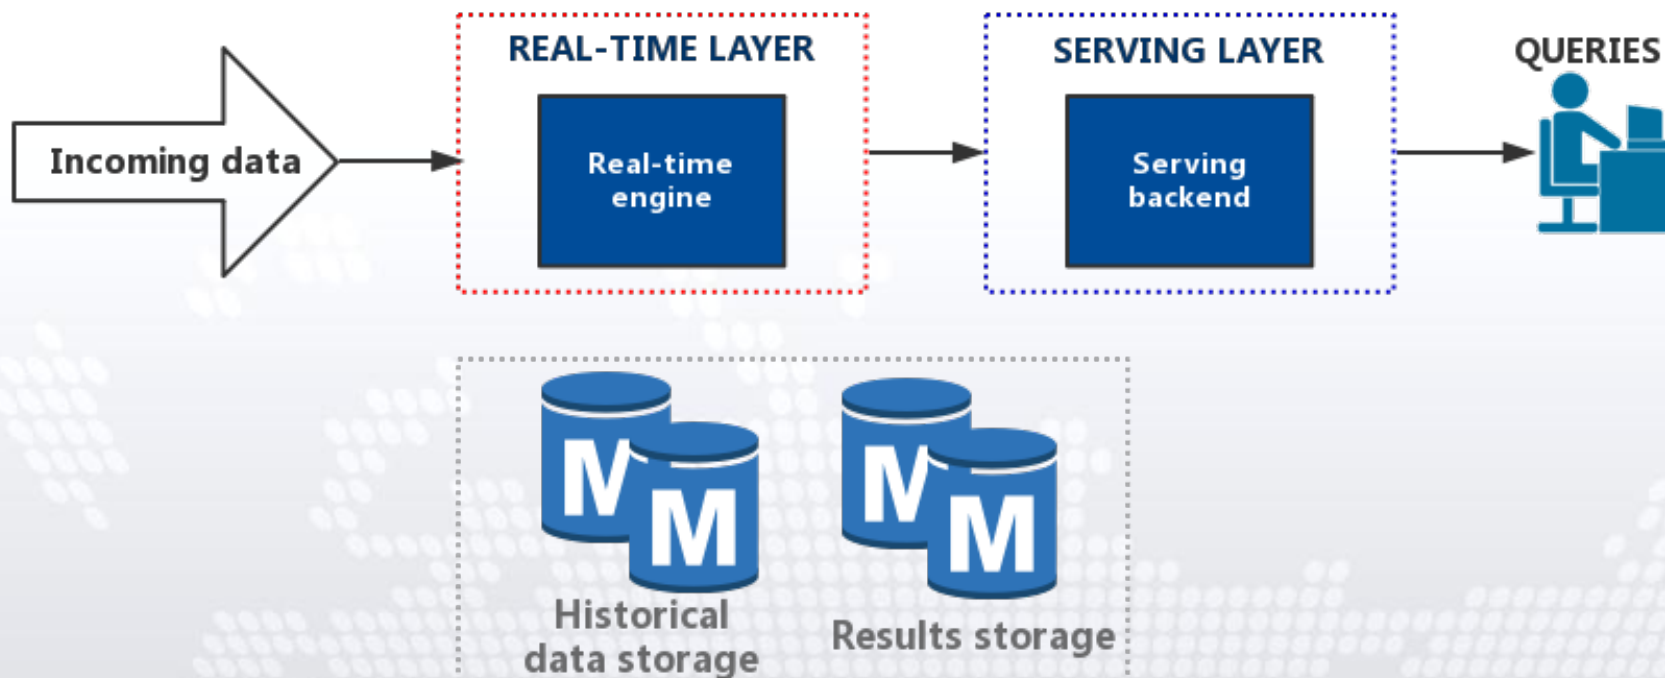 REAL-TIME LAYER
SERVING LAYER
QUERIES
Incoming data
Real-time
engine
Serving
backend
M
M
M
M
Historical
data storage
Results storage